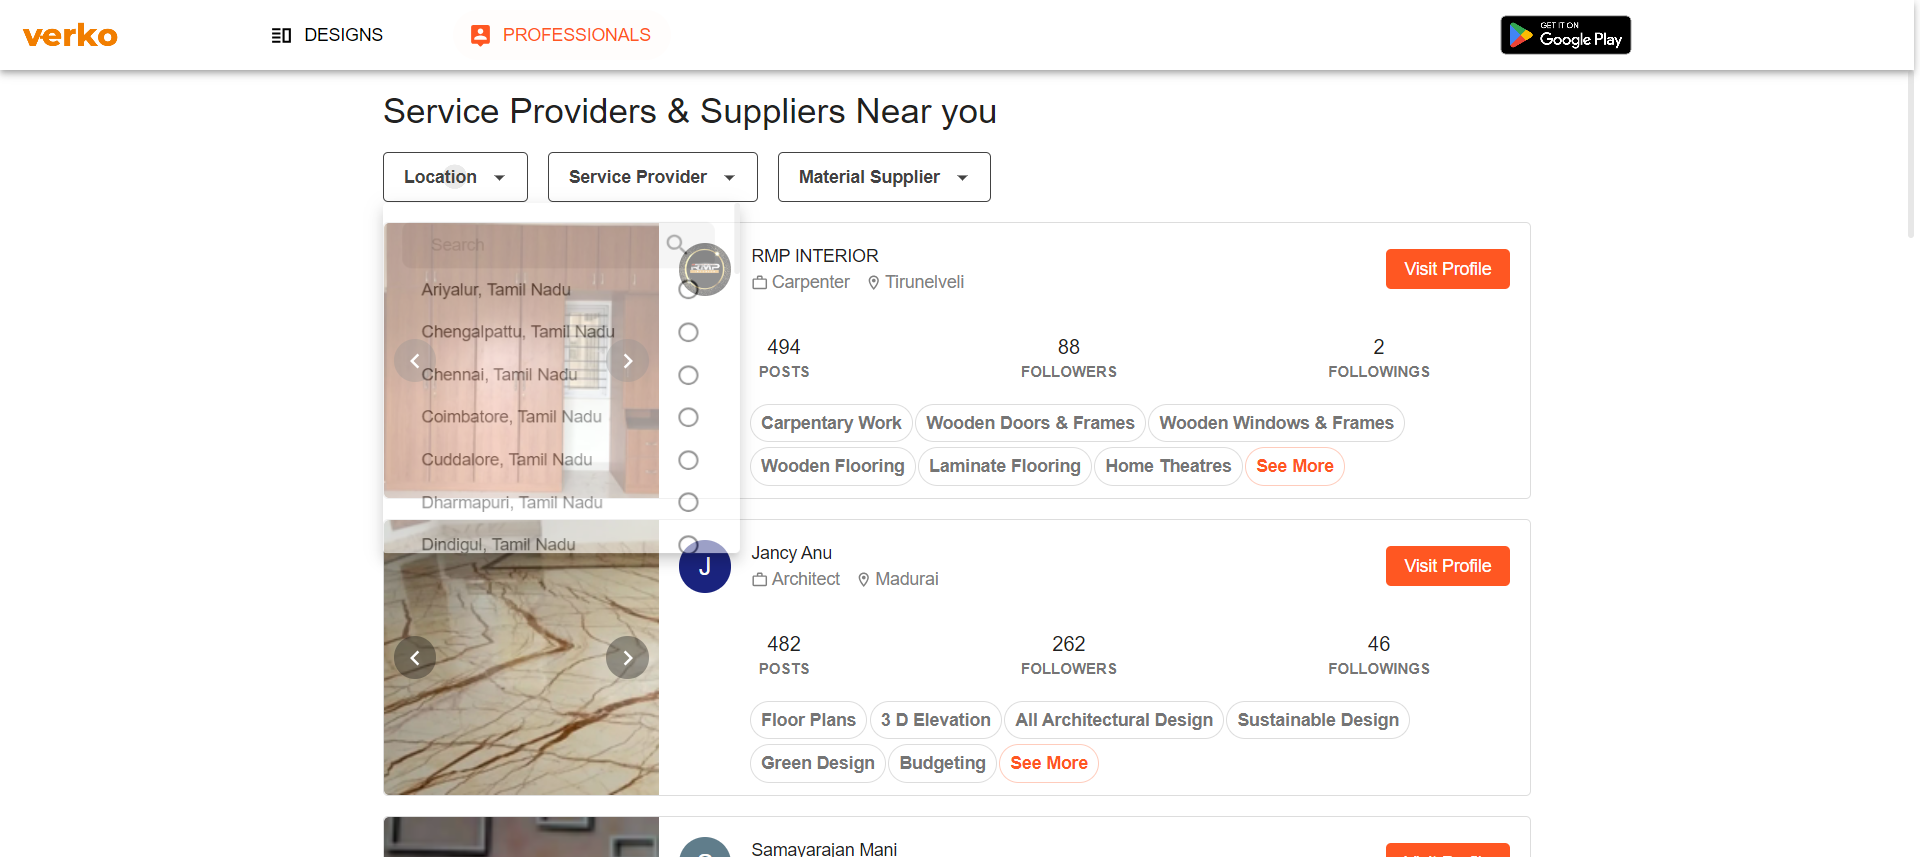 verko
DESIGNS
PROFESSIONALS
GET IT ON
Google Play
Service Providers & Suppliers Near you
Location
Service Provider
Material Supplier
Search
Ariyalur, Tamil Nadu
Chengalpattu, Tamil Nadu
Chennai, Tamil Nadu
Coimbatore, Tamil Nadu
Cuddalore, Tamil Nadu
Dharmapuri, Tamil Nadu
Dindigul, Tamil Nadu
RMP
RMP INTERIOR
Carpenter
Tirunelveli
Visit Profile
494
POSTS
88
FOLLOWERS
2
FOLLOWINGS
Carpentary Work
Wooden Doors & Frames
Wooden Windows & Frames
Wooden Flooring
Laminate Flooring
Home Theatres
See More
J
Jancy Anu
Architect
Madurai
Visit Profile
482
POSTS
262
FOLLOWERS
46
FOLLOWINGS
Floor Plans
3 D Elevation
All Architectural Design
Sustainable Design
Green Design
Budgeting
See More
Samayarajan Mani